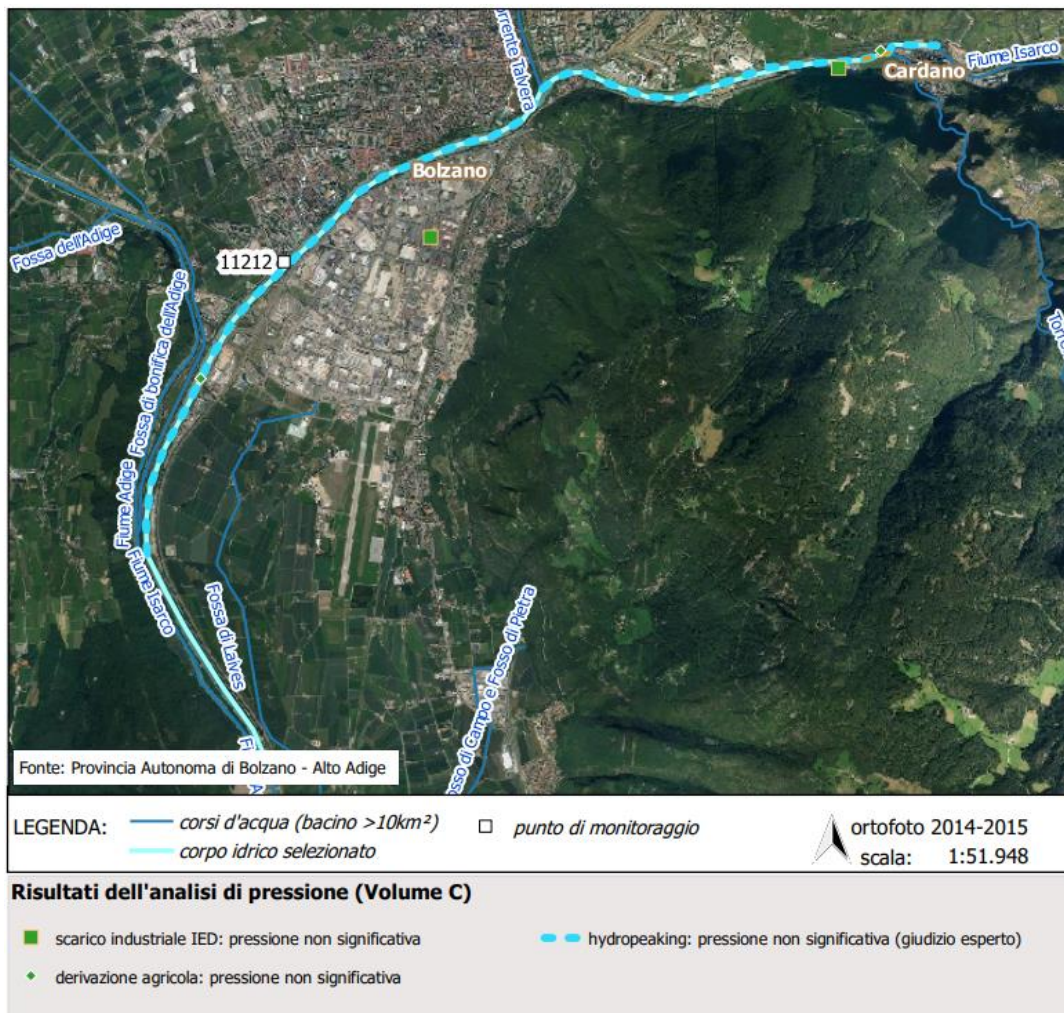 orrente Talvera
Fiume Isarco
Cardano
Bolzano
Fossa dell'Adige
11212
Fossa di bonifica dell'Adige
Fiume Adige
Fiume Isarco
Fossa di Laives
osso di Campo e Fosso di Pietra
Fonte: Provincia Autonoma di Bolzano - Alto Adige
LEGENDA:
corsi d'acqua (bacino >10km²)
punto di monitoraggio
ortofoto 2014-2015
corpo idrico selezionato
scala: 1:51.948
Risultati dell'analisi di pressione (Volume C)
scarico industriale IED: pressione non significativa
hydropeaking: pressione non significativa (giudizio esperto)
derivazione agricola: pressione non significativa